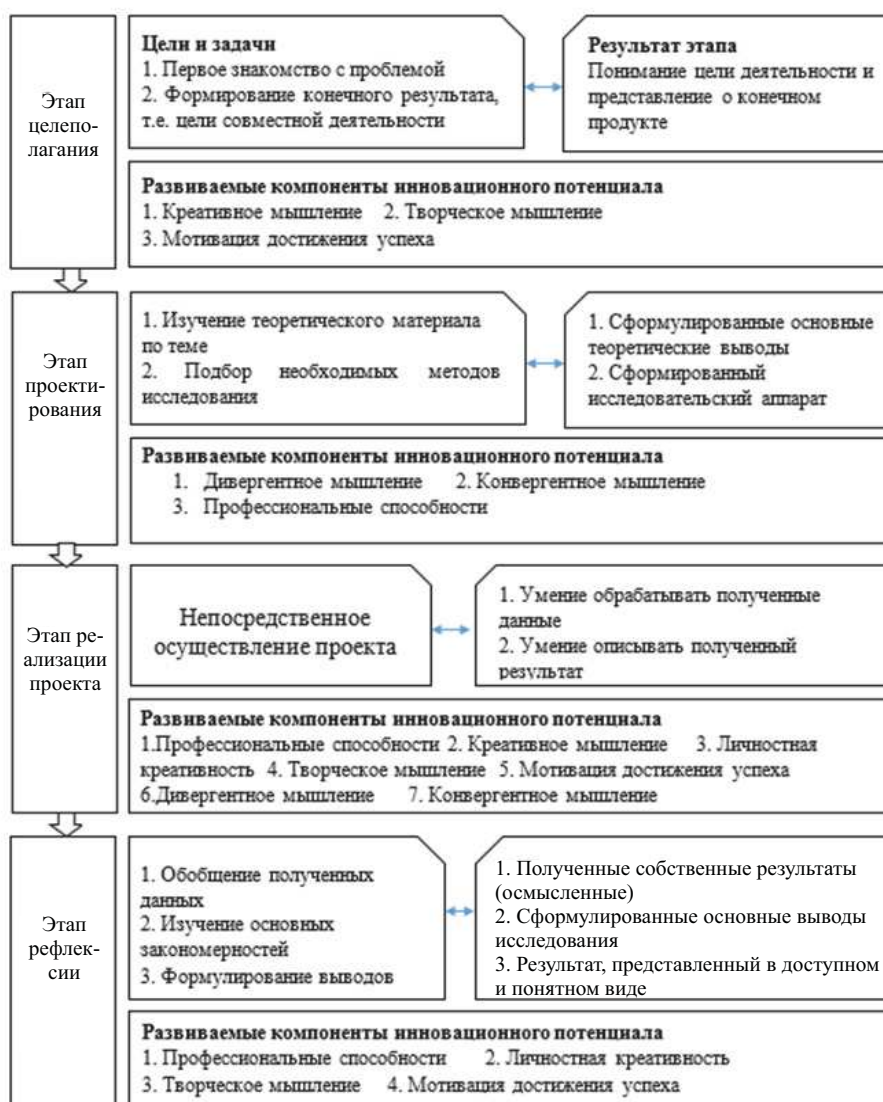 Этап
целепо-
лагания
Цели и задачи
1. Первое знакомство с проблемой
2. Формирование конечного результата,
т.е. цели совместной деятельности
Результат этапа
Понимание цели деятельности и
представление о конечном
продукте
Развиваемые компоненты инновационного потенциала
1. Креативное мышление 2. Творческое мышление
3. Мотивация достижения успеха
Этап
проекти-
рования
1. Изучение теоретического материала
по теме
2. Подбор необходимых методов
исследования
1. Сформулированные основные
теоретические выводы
2. Сформированный
исследовательский аппарат
Развиваемые компоненты инновационного потенциала
1. Дивергентное мышление 2. Конвергентное мышление
3. Профессиональные способности
Этап ре-
ализации
проекта
Непосредственное
осуществление проекта
1. Умение обрабатывать полученные
данные
2. Умение описывать полученный
результат
Развиваемые компоненты инновационного потенциала
1.Профессиональные способности 2. Креативное мышление 3. Личностная
креативность 4. Творческое мышление 5. Мотивация достижения успеха
6.Дивергентное мышление 7. Конвергентное мышление
Этап
рефлек-
сии
1. Обобщение полученных
данных
2. Изучение основных
закономерностей
3. Формулирование выводов
1. Полученные собственные результаты
(осмысленные)
2. Сформулированные основные выводы
исследования
3. Результат, представленный в доступном
и понятном виде
Развиваемые компоненты инновационного потенциала
1. Профессиональные способности 2. Личностная креативность
3. Творческое мышление 4. Мотивация достижения успеха